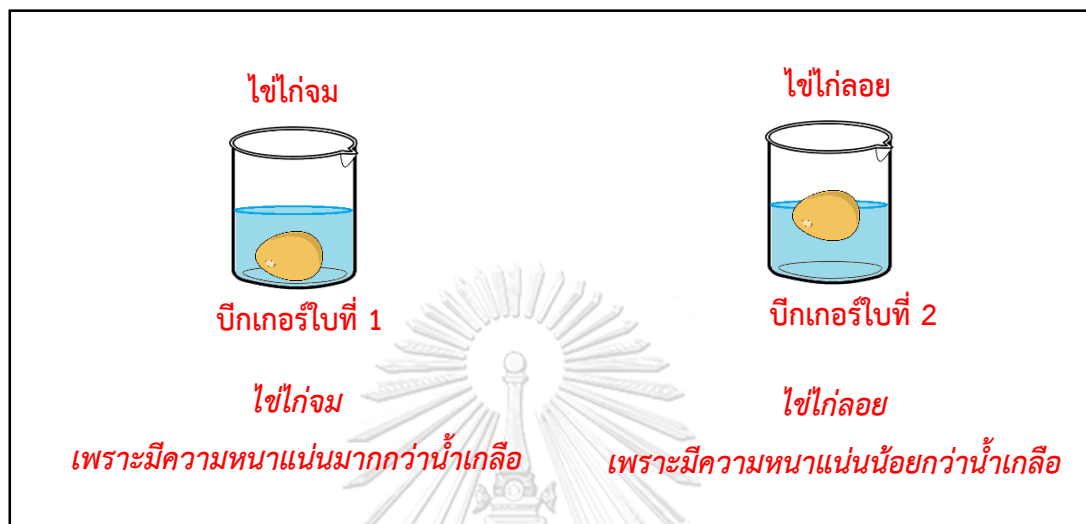 ไข่ไก่จม
ไข่ไก่ลอย
บีกเกอร์ใบที่ 1
บีกเกอร์ใบที่ 2
ไข่ไก่จม
เพราะมีความหนาแน่นมากกว่าน้ำเกลือ
ไข่ไก่ลอย
เพราะมีความหนาแน่นน้อยกว่าน้ำเกลือ